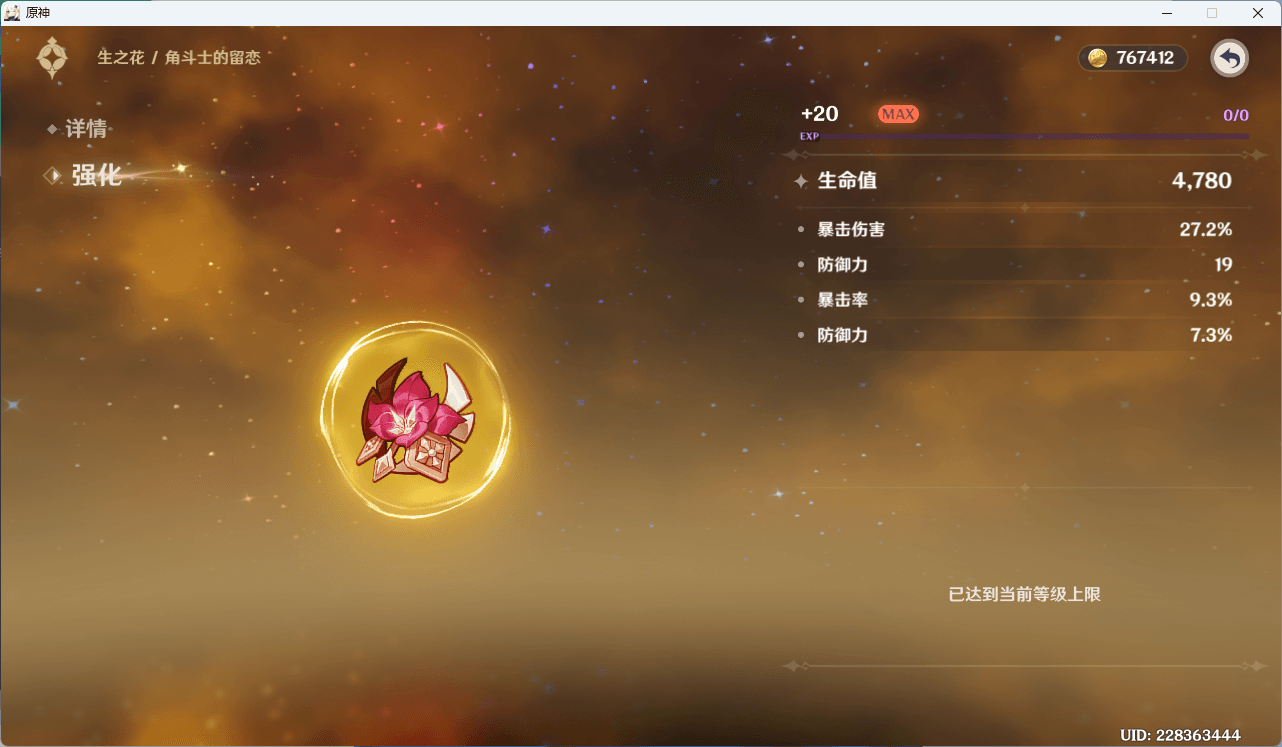 原神
生之花 / 角斗士的留恋
767412
详情
强化
+20 MAX 0/0
EXP
生命值 4,780
暴击伤害 27.2%
防御力 19
暴击率 9.3%
防御力 7.3%
已达到当前等级上限
UID: 228363444